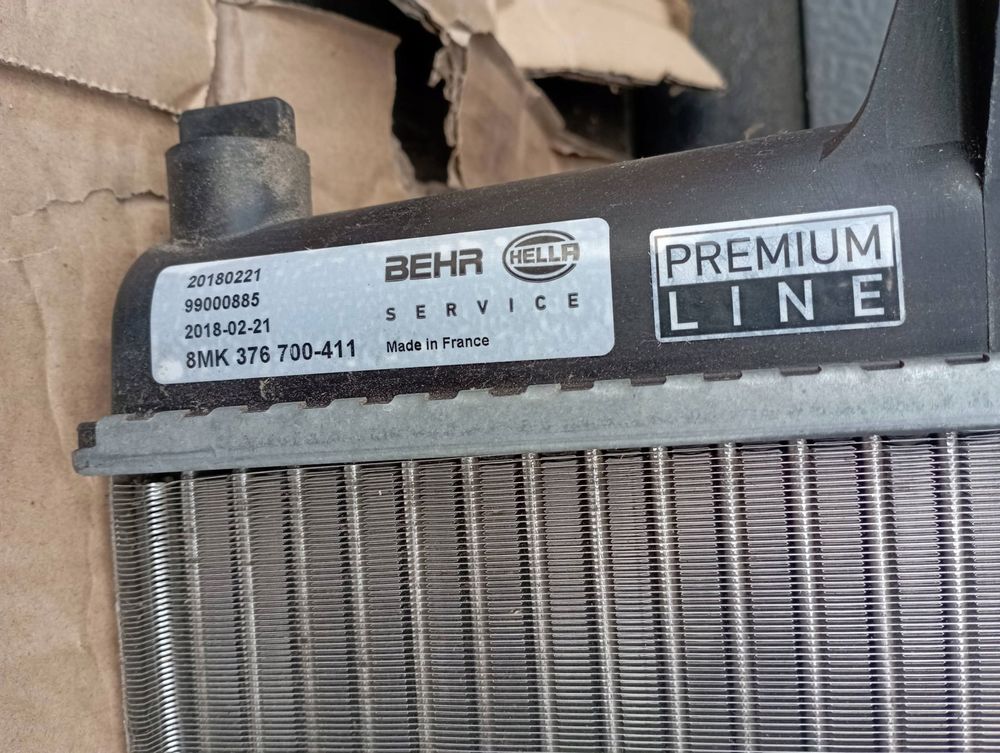 20180221
99000885
2018-02-21
8MK 376 700-411
BEHR HELLA
SERVICE
Made in France
PREMIUM
LINE